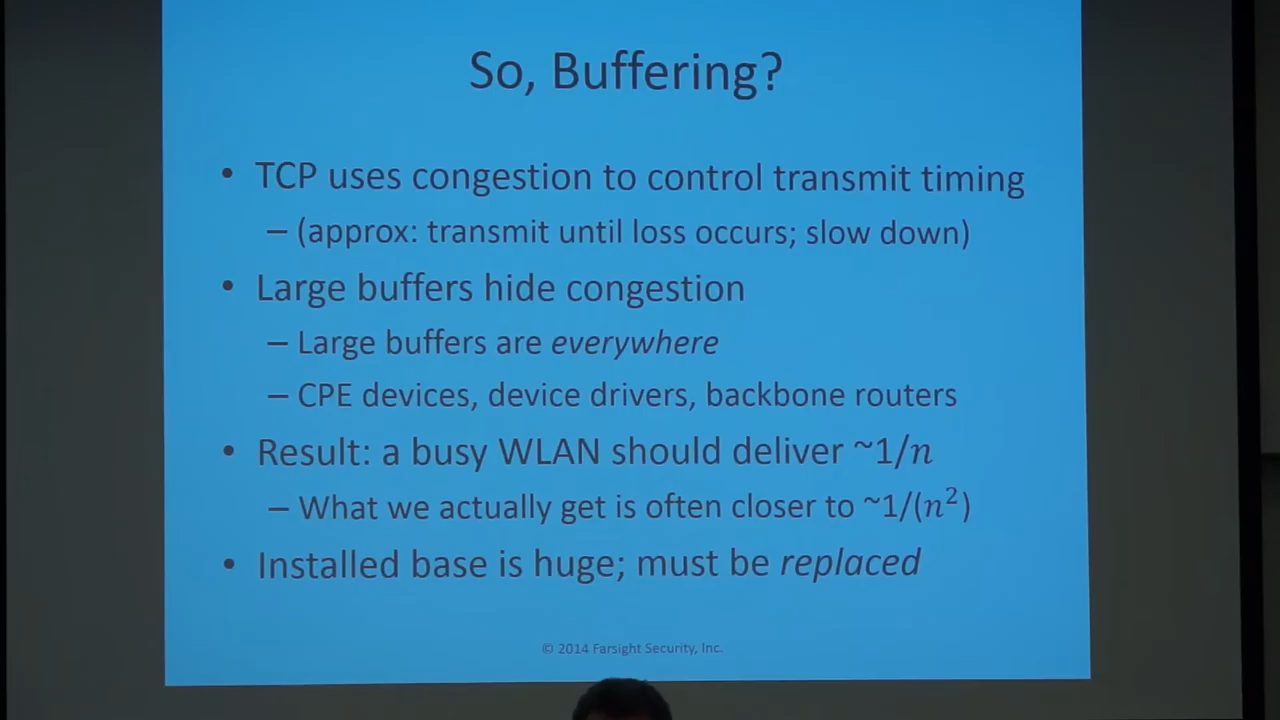 So, Buffering?
• TCP uses congestion to control transmit timing
– (approx: transmit until loss occurs; slow down)
• Large buffers hide congestion
– Large buffers are everywhere
– CPE devices, device drivers, backbone routers
• Result: a busy WLAN should deliver ~1/n
– What we actually get is often closer to ~1/(n²)
• Installed base is huge; must be replaced
© 2014 Farsight Security, Inc.